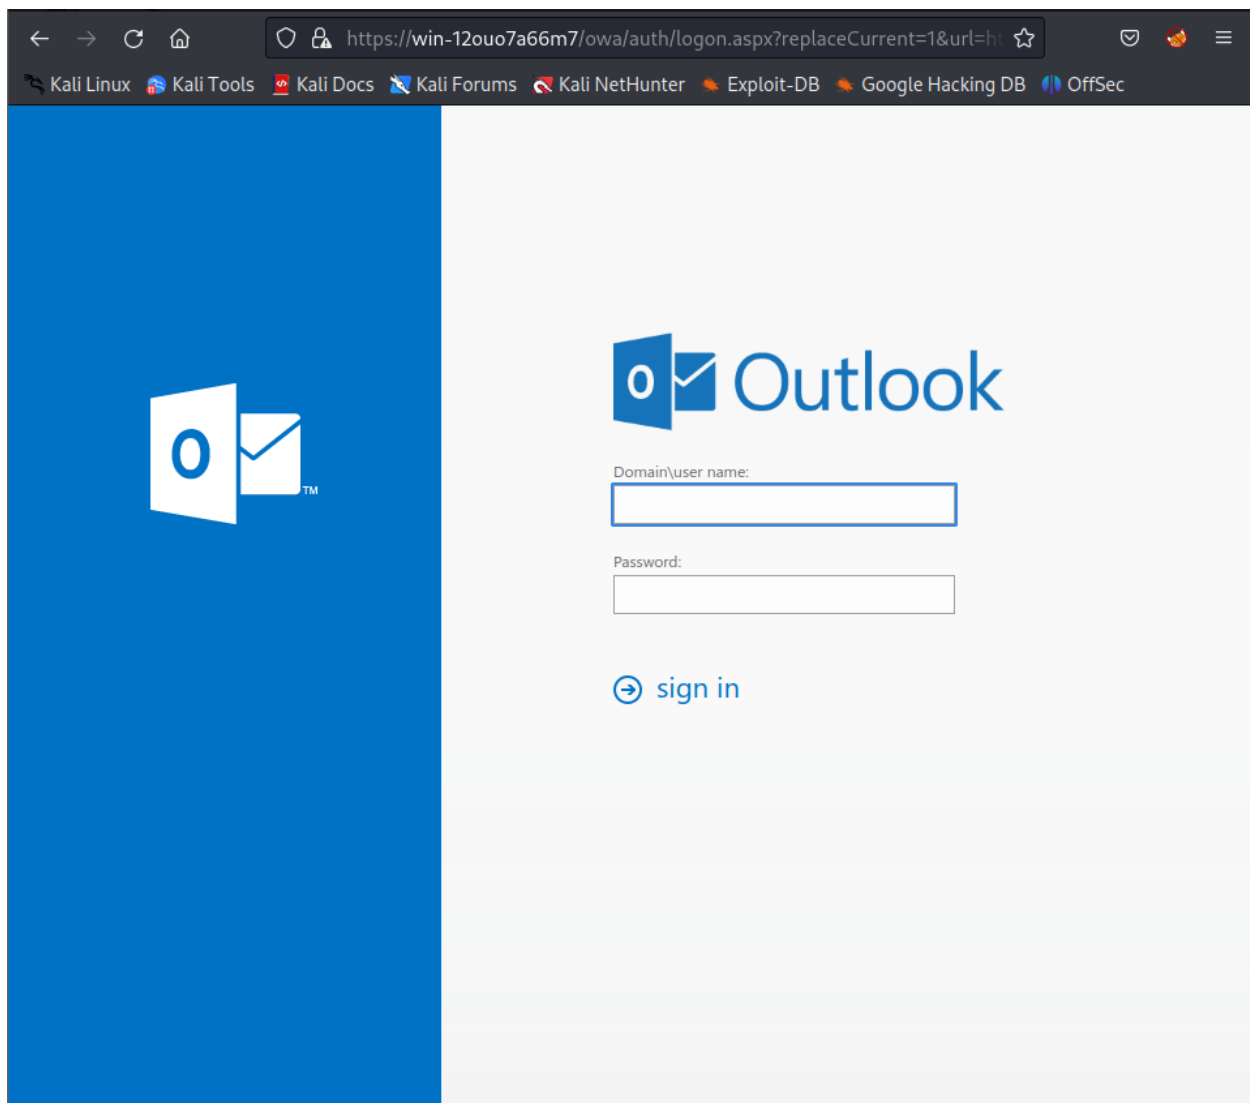 https://win-12ouo7a66m7/owa/auth/logon.aspx?replaceCurrent=1&url=ht
Kali Linux Kali Tools Kali Docs Kali Forums Kali NetHunter Exploit-DB Google Hacking DB OffSec
O Outlook
O TM
Domain\user name:
Password:
sign in